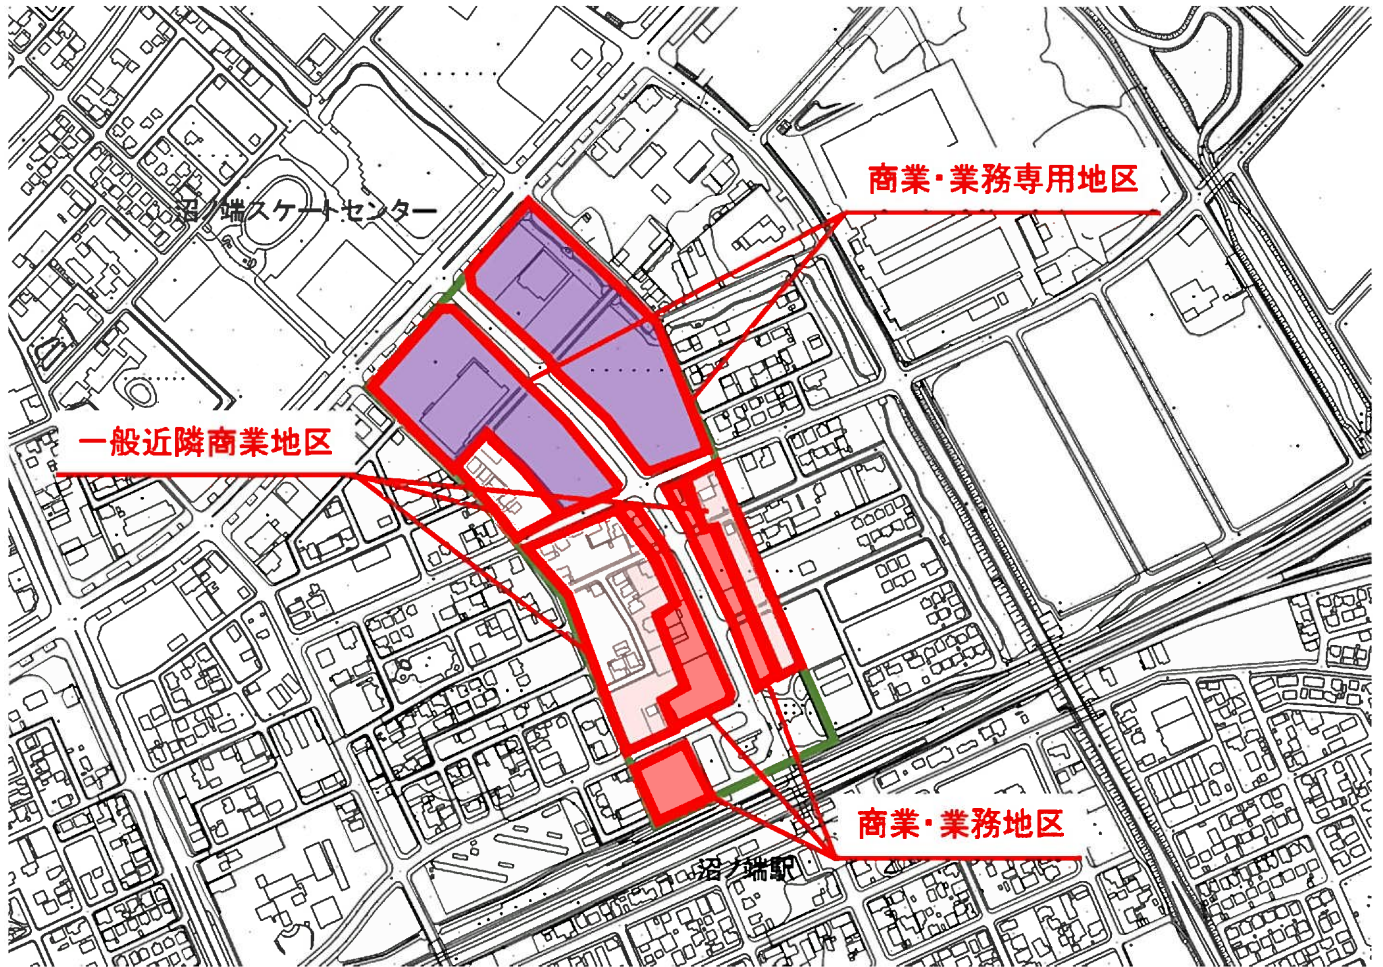 商業・業務専用地区
沼ノ端スケートセンター
一般近隣商業地区
商業・業務地区
沼ノ端駅